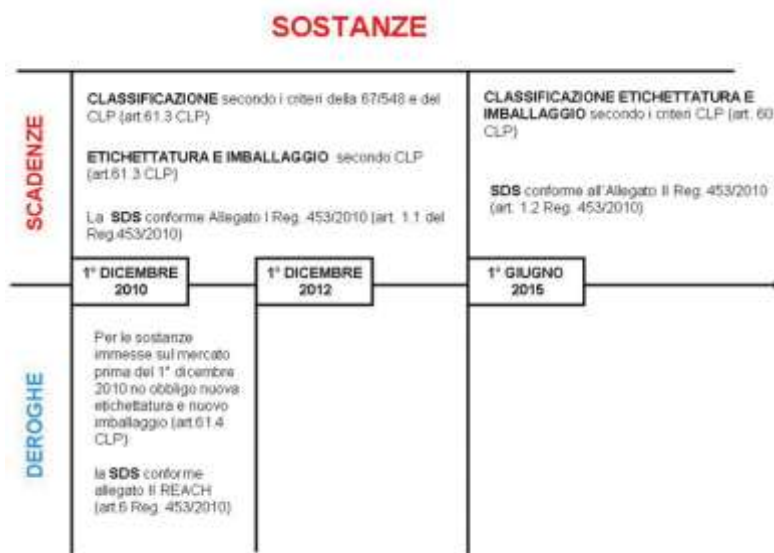 SOSTANZE
SCADENZE
CLASSIFICAZIONE secondo i criteri della 67/548 e del
CLP (art.61.3 CLP)
ETICHETTATURA E IMBALLAGGIO secondo CLP
(art.61 3 CLP)
La SDS conforme Allegato I Reg. 453/2010 (art. 1.1 del
Reg.453/2010)
CLASSIFICAZIONE ETICHETTATURA E
IMBALLAGGIO secondo i criteri CLP (art. 60
CLP)
SDS conforme all'Allegato II Reg. 453/2010
(art. 1.2 Reg. 453/2010)
1° DICEMBRE
2010
1° DICEMBRE
2012
1° GIUGNO
2015
DEROGHE
Per le sostanze
immesse sul mercato
prima del 1° dicembre
2010 no obbligo nuova
etichettatura e nuovo
imballaggio (art.61.4
CLP)
la SDS conforme
allegato II REACH
(art.6 Reg. 453/2010)